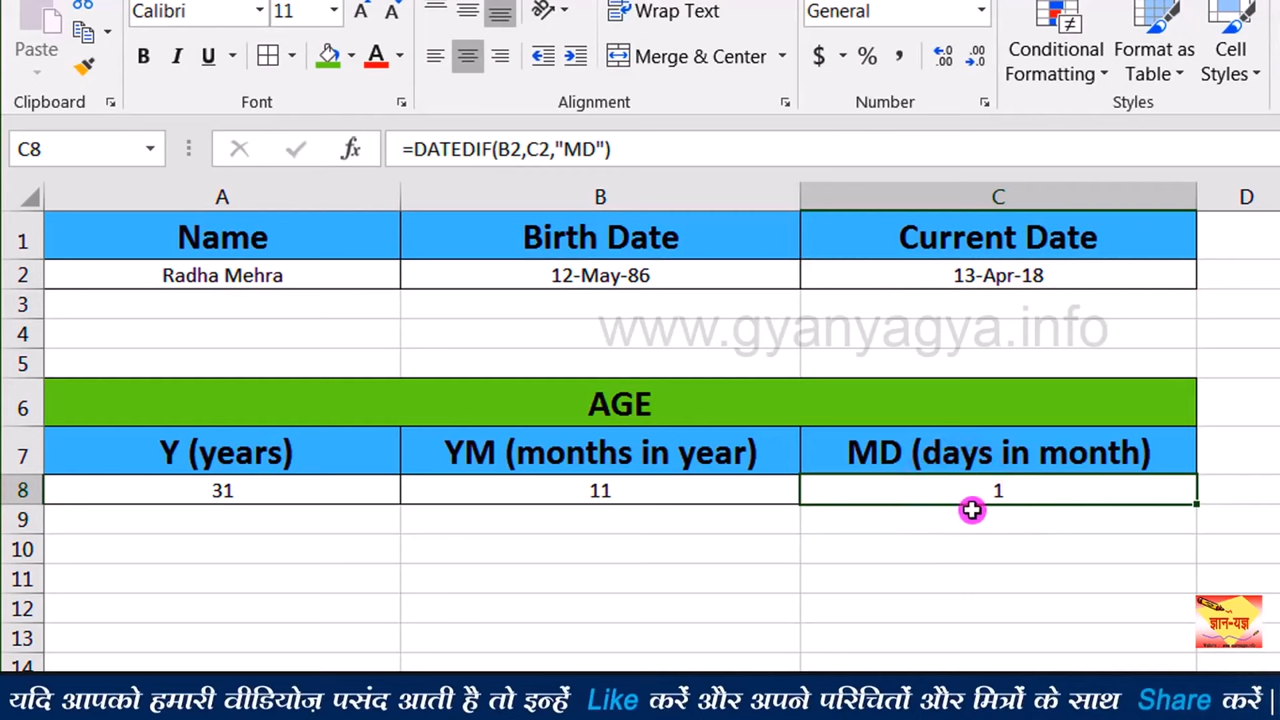 Calibri 11 Wrap Text General
Paste B I U A Merge & Center $ % , Conditional Formatting Format as Table Cell Styles
Clipboard Font Alignment Number Styles
C8 fx =DATEDIF(B2,C2,"MD")
A B C D
1 Name Birth Date Current Date
2 Radha Mehra 12-May-86 13-Apr-18
3
www.gyanyagya.info
4
5
6 AGE
7 Y (years) YM (months in year) MD (days in month)
8 31 11 1
9
10
11
12
ज्ञान-यज्ञ
13
14
यदि आपको हमारी वीडियोज़ पसंद आती है तो इन्हें Like करें और अपने परिचितों और मित्रों के साथ Share करें |